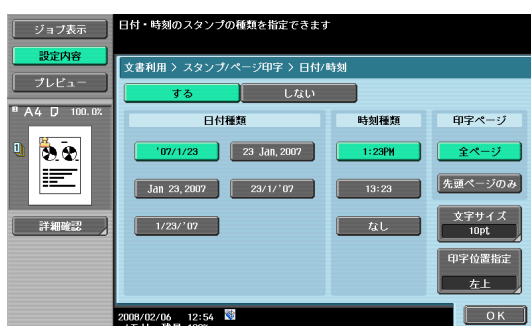 ジョブ表示
日付・時刻のスタンプの種類を指定できます
設定内容
プレビュー
A4 100.0%
詳細確認
文書利用 > スタンプ/ページ印字 > 日付/時刻
する しない
日付種類 時刻種類 印字ページ
'07/1/23 23 Jan,2007 1:23PM 全ページ
Jan 23,2007 23/1/'07 13:23 先頭ページのみ
1/23/'07 なし 文字サイズ
10pt
印字位置指定
左上
2008/02/06 12:54
OK